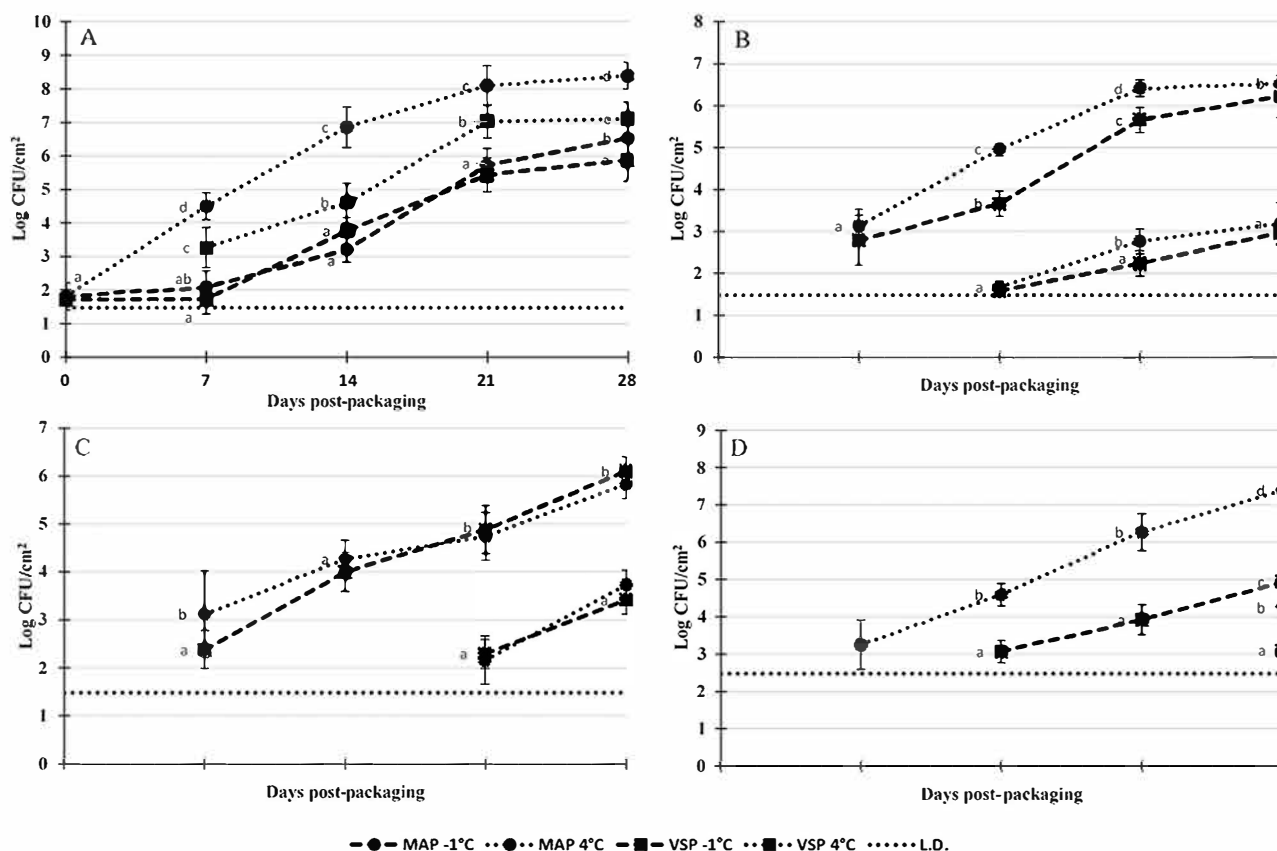 A
10
9
8
7
6
5
4
3
2
1
0
Log CFU/cm²
d
c
c
d
c
b
b
c
a
b
a
a
a
ab
a
a
0 7 14 21 28
Days post-packaging
B
8
7
6
5
4
3
2
1
0
Log CFU/cm²
a
c
d
b
b
c
a
b
a
a
Days post-packaging
C
7
6
5
4
3
2
1
0
Log CFU/cm²
b
a
a
b
b
a
a
Days post-packaging
D
9
8
7
6
5
4
3
2
1
0
Log CFU/cm²
b
b
d
a
a
c
b
a
Days post-packaging
MAP -1°C MAP 4°C VSP -1°C VSP 4°C L.D.